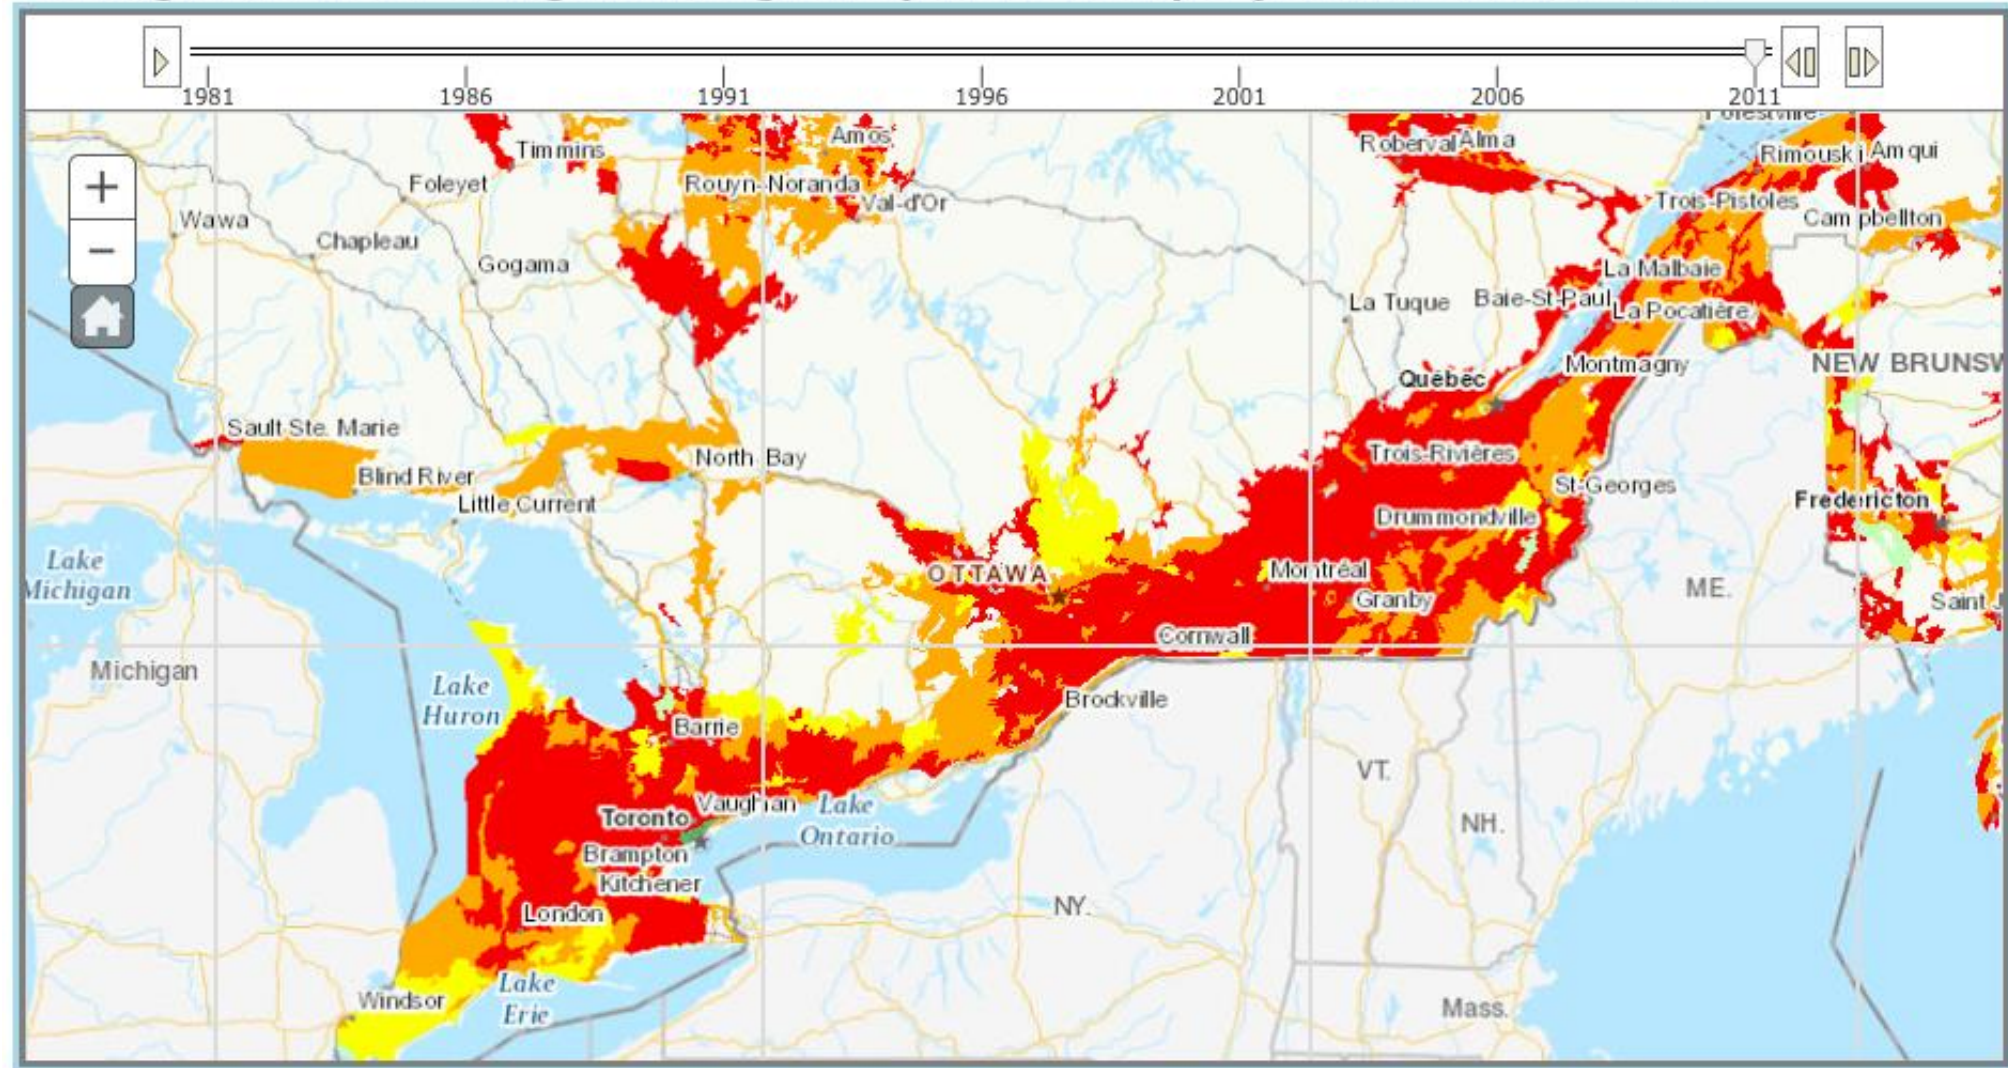 1981 1986 1991 1996 2001 2006 2011
+
−
Timmins
Amos
Roberval
Alma
Rimouski
Amqui
Foleyet
Rouyn-Noranda
Val-d'Or
Trois-Pistoles
Wawa
Campbellton
Chapleau
Gogama
La Malbaie
La Tuque
Baie-St-Paul
La Pocatière
Montmagny
NEW BRUNSW
Québec
Sault Ste. Marie
North Bay
Trois-Rivières
Blind River
St-Georges
Little Current
Fredericton
Drummondville
Lake
Michigan
OTTAWA
Montréal
ME.
Granby
Saint J
Cornwall
Michigan
Lake
Huron
Brockville
Barrie
VT.
Vaughan
Lake
Ontario
Toronto
NH.
Brampton
Kitchener
London
NY.
Lake
Erie
Windsor
Mass.